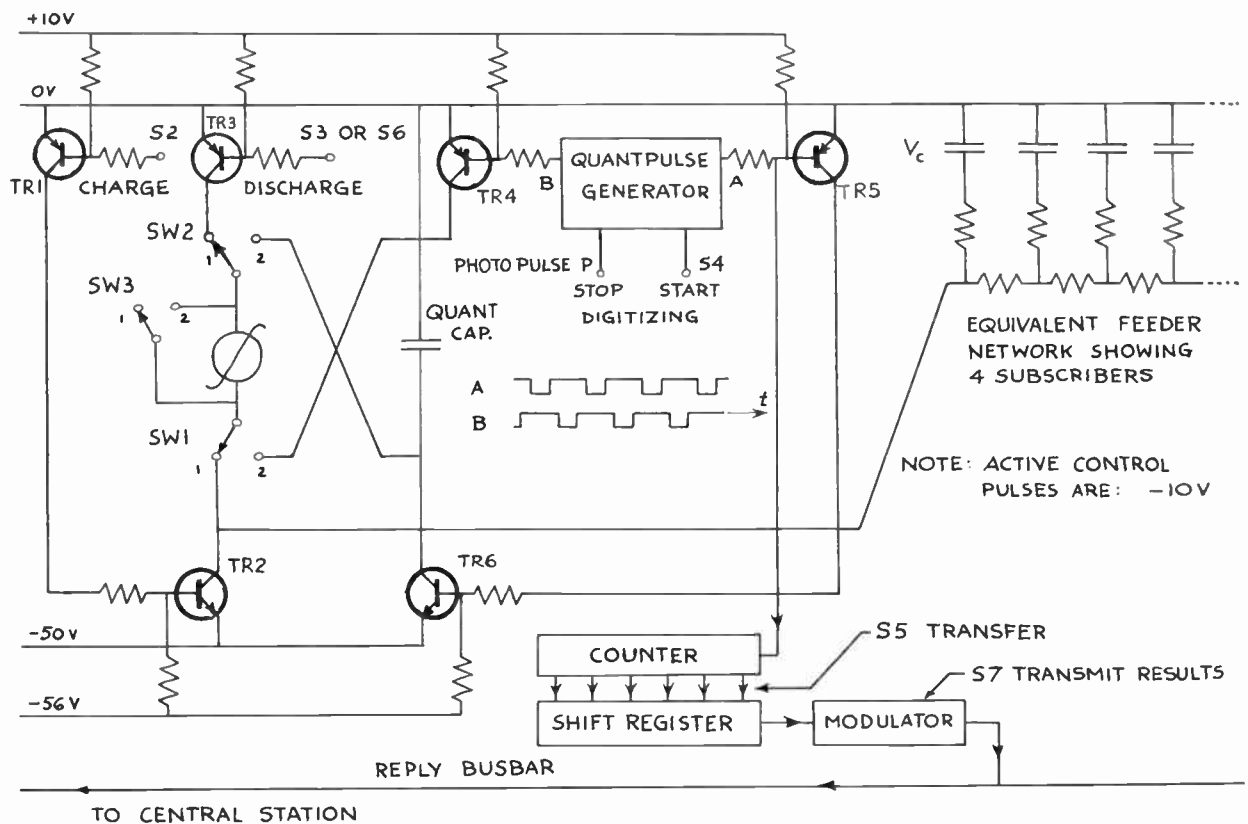 +10V
0V
TR1
S2
CHARGE
TR3
S3 OR S6
DISCHARGE
TR4
B
QUANTPULSE
GENERATOR
A
TR5
Vc
SW2
1
2
PHOTO PULSE P
S4
STOP
START
DIGITIZING
SW3
1
2
QUANT
CAP.
EQUIVALENT FEEDER
NETWORK SHOWING
4 SUBSCRIBERS
A
B
t
SW1
1
2
NOTE: ACTIVE CONTROL
PULSES ARE: -10V
TR2
TR6
-50V
-56V
COUNTER
S5 TRANSFER
SHIFT REGISTER
MODULATOR
S7 TRANSMIT RESULTS
REPLY BUSBAR
TO CENTRAL STATION